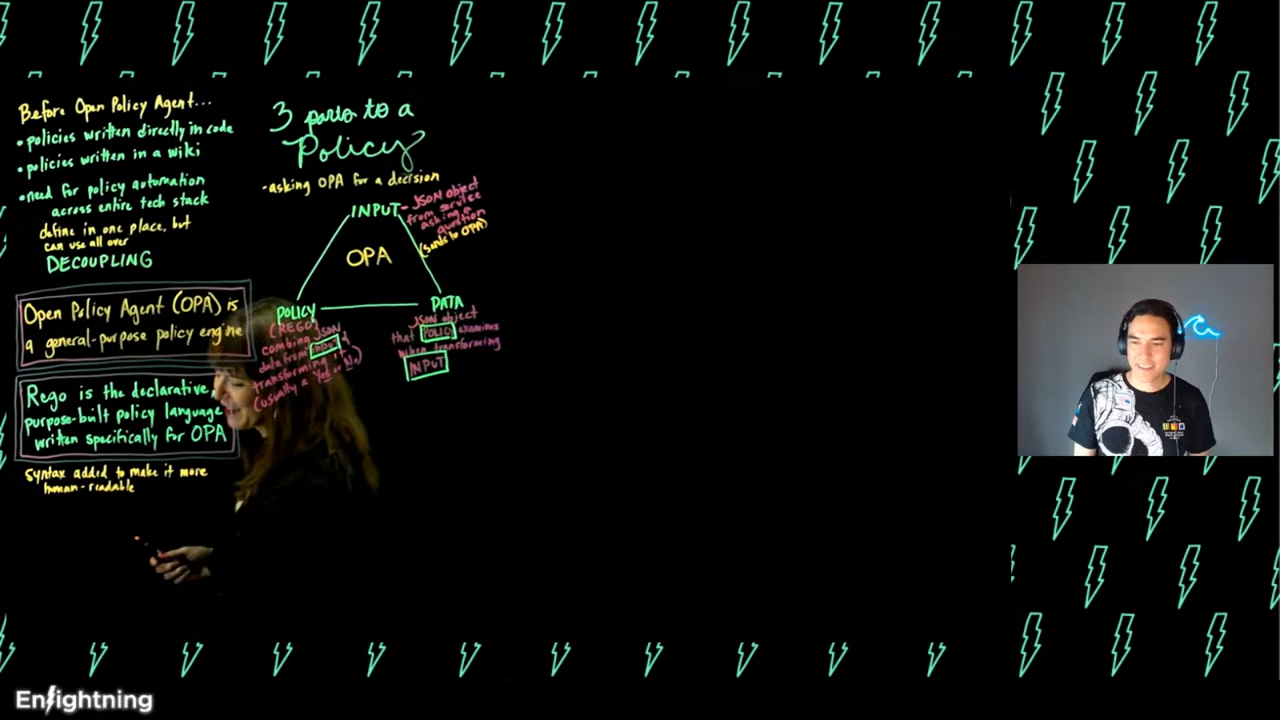 Before Open Policy Agent...
• policies written directly in code
• policies written in a wiki
• need for policy automation
across entire tech stack
define in one place, but
can use all over
DECOUPLING
Open Policy Agent (OPA) is
a general-purpose policy engine
Rego is the declarative,
purpose-built policy language
written specifically for OPA
Syntax added to make it more
human-readable
3 parts to a
Policy
- asking OPA for a decision
INPUT - JSON object
from service
asking a
question
(sends to OPA)
OPA
POLICY
(REGO)
combining JSON
data from INPUT
transforming it
(usually a Yes or No)
DATA
JSON object
that POLICY examines
when transforming
INPUT
Enlightning